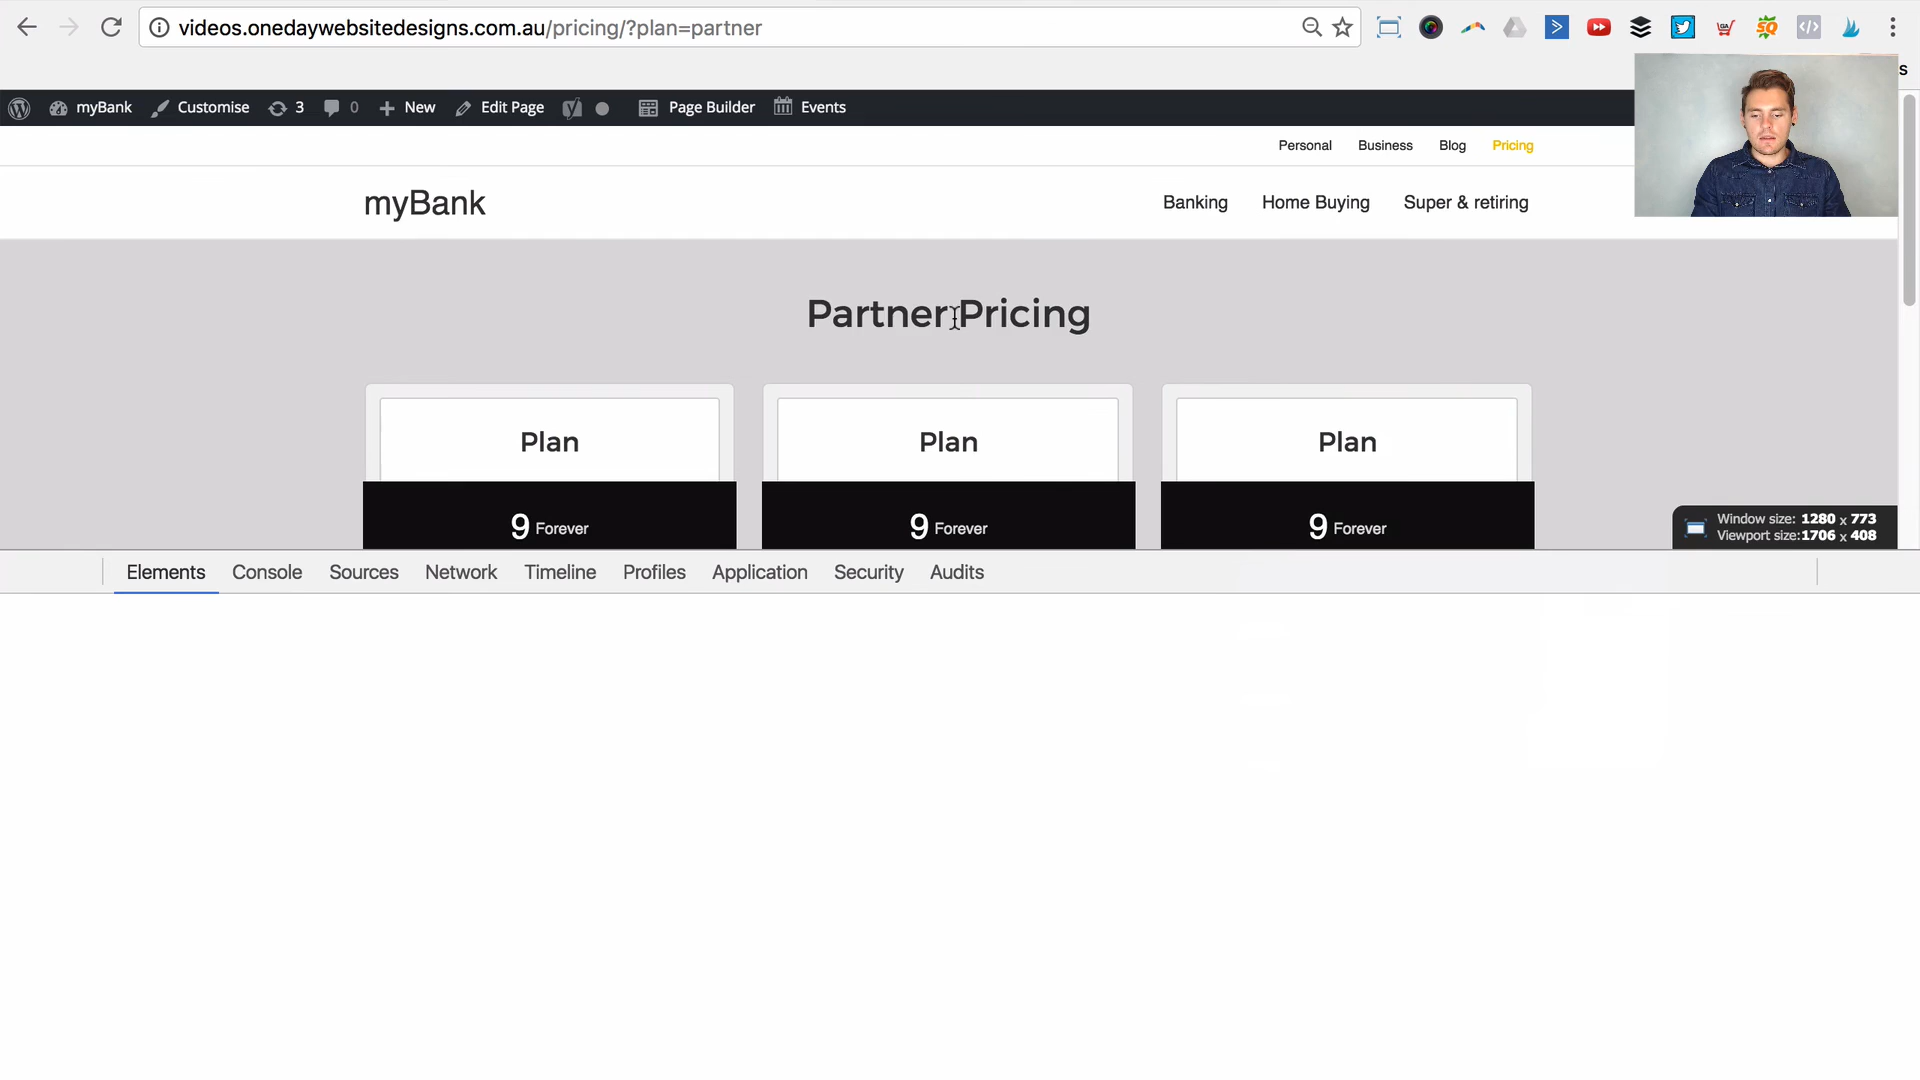 videos.onedaywebsitedesigns.com.au/pricing/?plan=partner
s
myBank Customise 3 0 + New Edit Page Page Builder Events
Personal Business Blog Pricing
myBank Banking Home Buying Super & retiring
Partner Pricing
Plan Plan Plan
9 Forever 9 Forever 9 Forever
Window size: 1280 x 773
Viewport size:1706 x 408
Elements Console Sources Network Timeline Profiles Application Security Audits